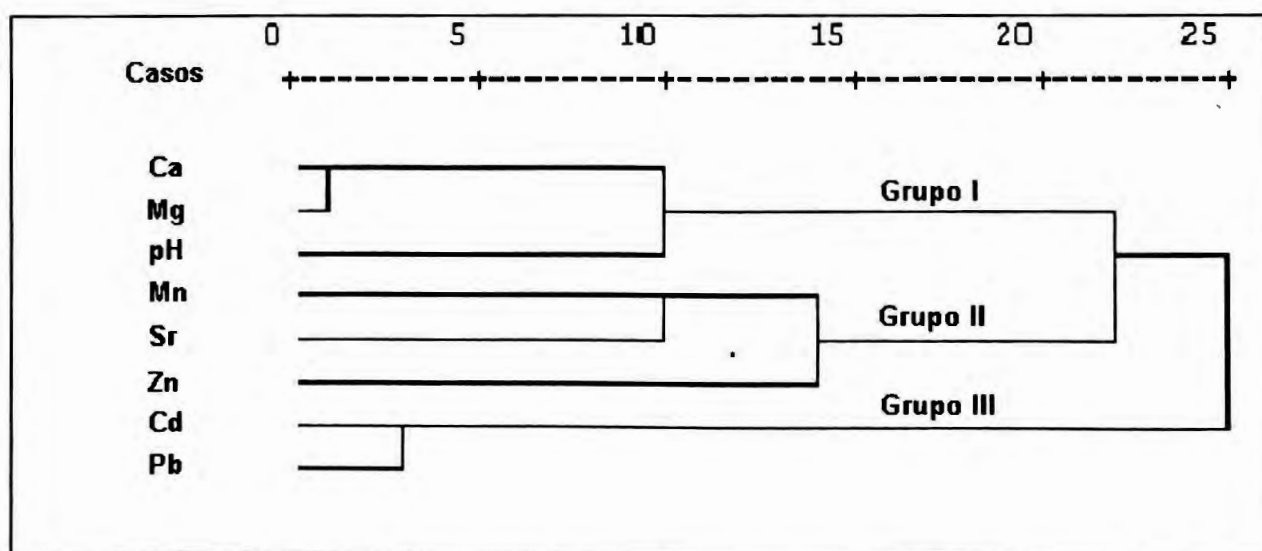 0 5 10 15 20 25
Casos
Ca
Grupo I
Mg
pH
Mn
Grupo II
Sr
Zn
Grupo III
Cd
Pb